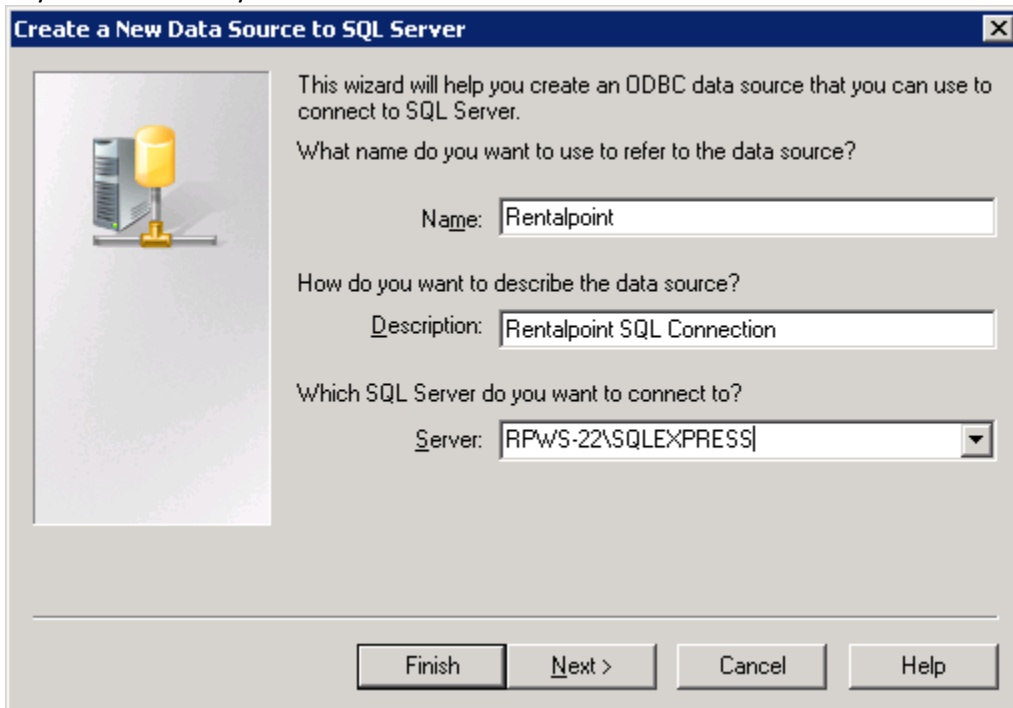 Create a New Data Source to SQL Server
This wizard will help you create an ODBC data source that you can use to
connect to SQL Server.
What name do you want to use to refer to the data source?
Name: Rentalpoint
How do you want to describe the data source?
Description: Rentalpoint SQL Connection
Which SQL Server do you want to connect to?
Server: RPWS-22\SQLEXPRESS
Finish Next > Cancel Help